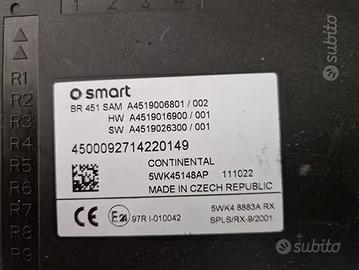 subito
smart
BR 451 SAM A4519006801 / 002
HW A4519016900 / 001
SW A4519026300 / 001
4500092714220149
CONTINENTAL
5WK45148AP 111022
MADE IN CZECH REPUBLIC
CE E24 97R I-010042
5WK4 8883A RX
SPLS/RX-9/2001
R1
R2
R3
R4
R5
R6
R7
R8
R9
subito